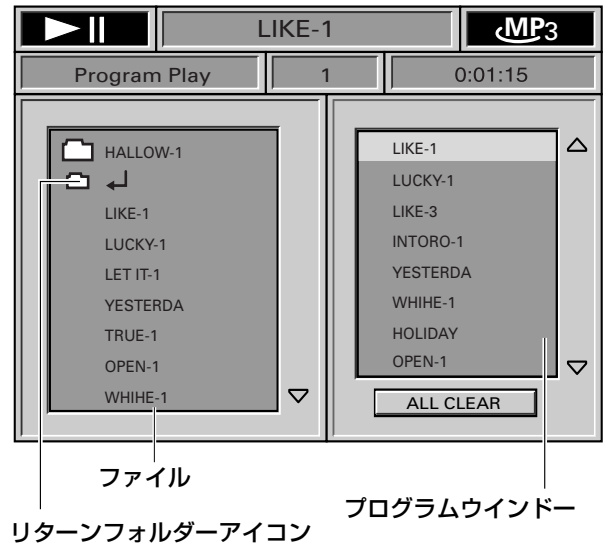 LIKE-1
MP3
Program Play
1
0:01:15
HALLOW-1
LIKE-1
LUCKY-1
LET IT-1
YESTERDA
TRUE-1
OPEN-1
WHIHE-1
LIKE-1
LUCKY-1
LIKE-3
INTORO-1
YESTERDA
WHIHE-1
HOLIDAY
OPEN-1
ALL CLEAR
ファイル
プログラムウインドー
リターンフォルダーアイコン